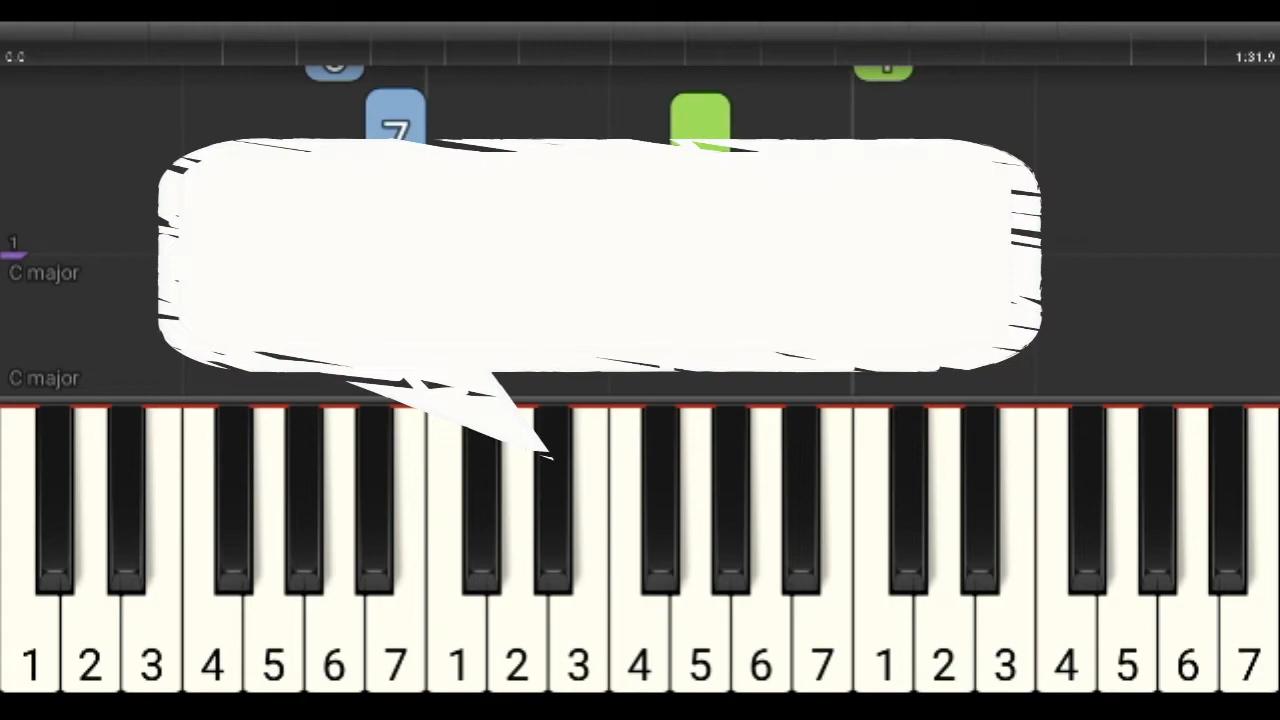 0.0 1:31.9
7
1
C major
C major
1 2 3 4 5 6 7 1 2 3 4 5 6 7 1 2 3 4 5 6 7